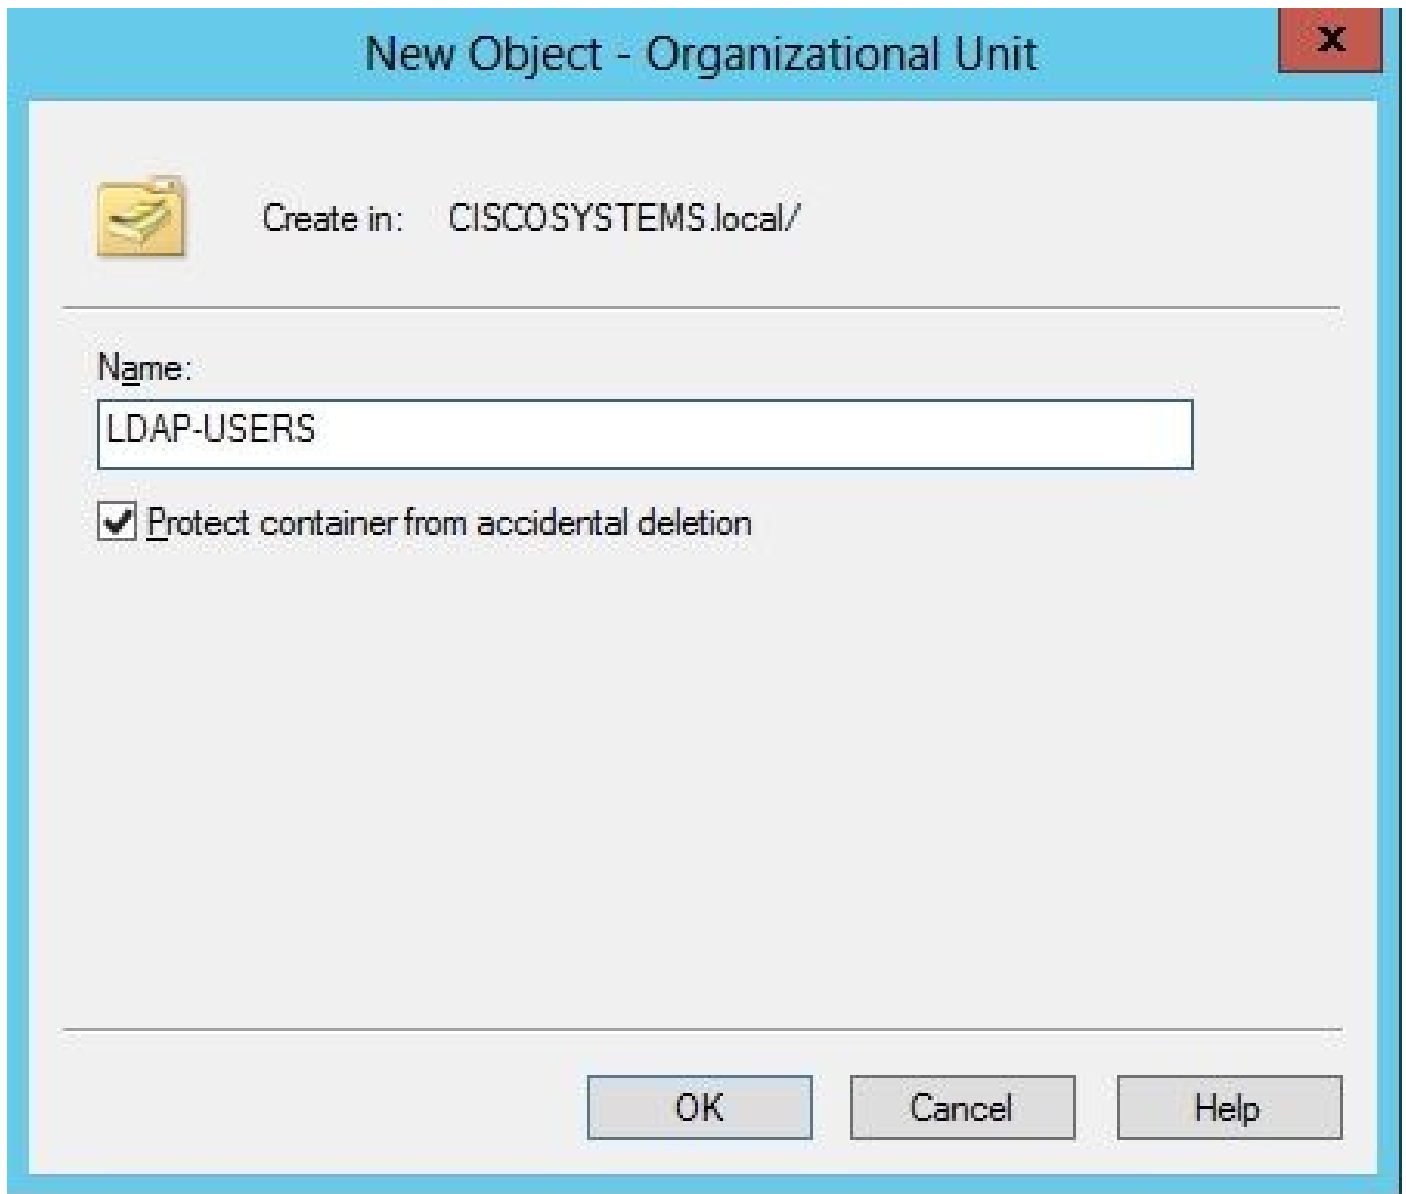 New Object - Organizational Unit
x
Create in: CISCOSYSTEMS.local/
Name:
LDAP-USERS
Protect container from accidental deletion
OK Cancel Help